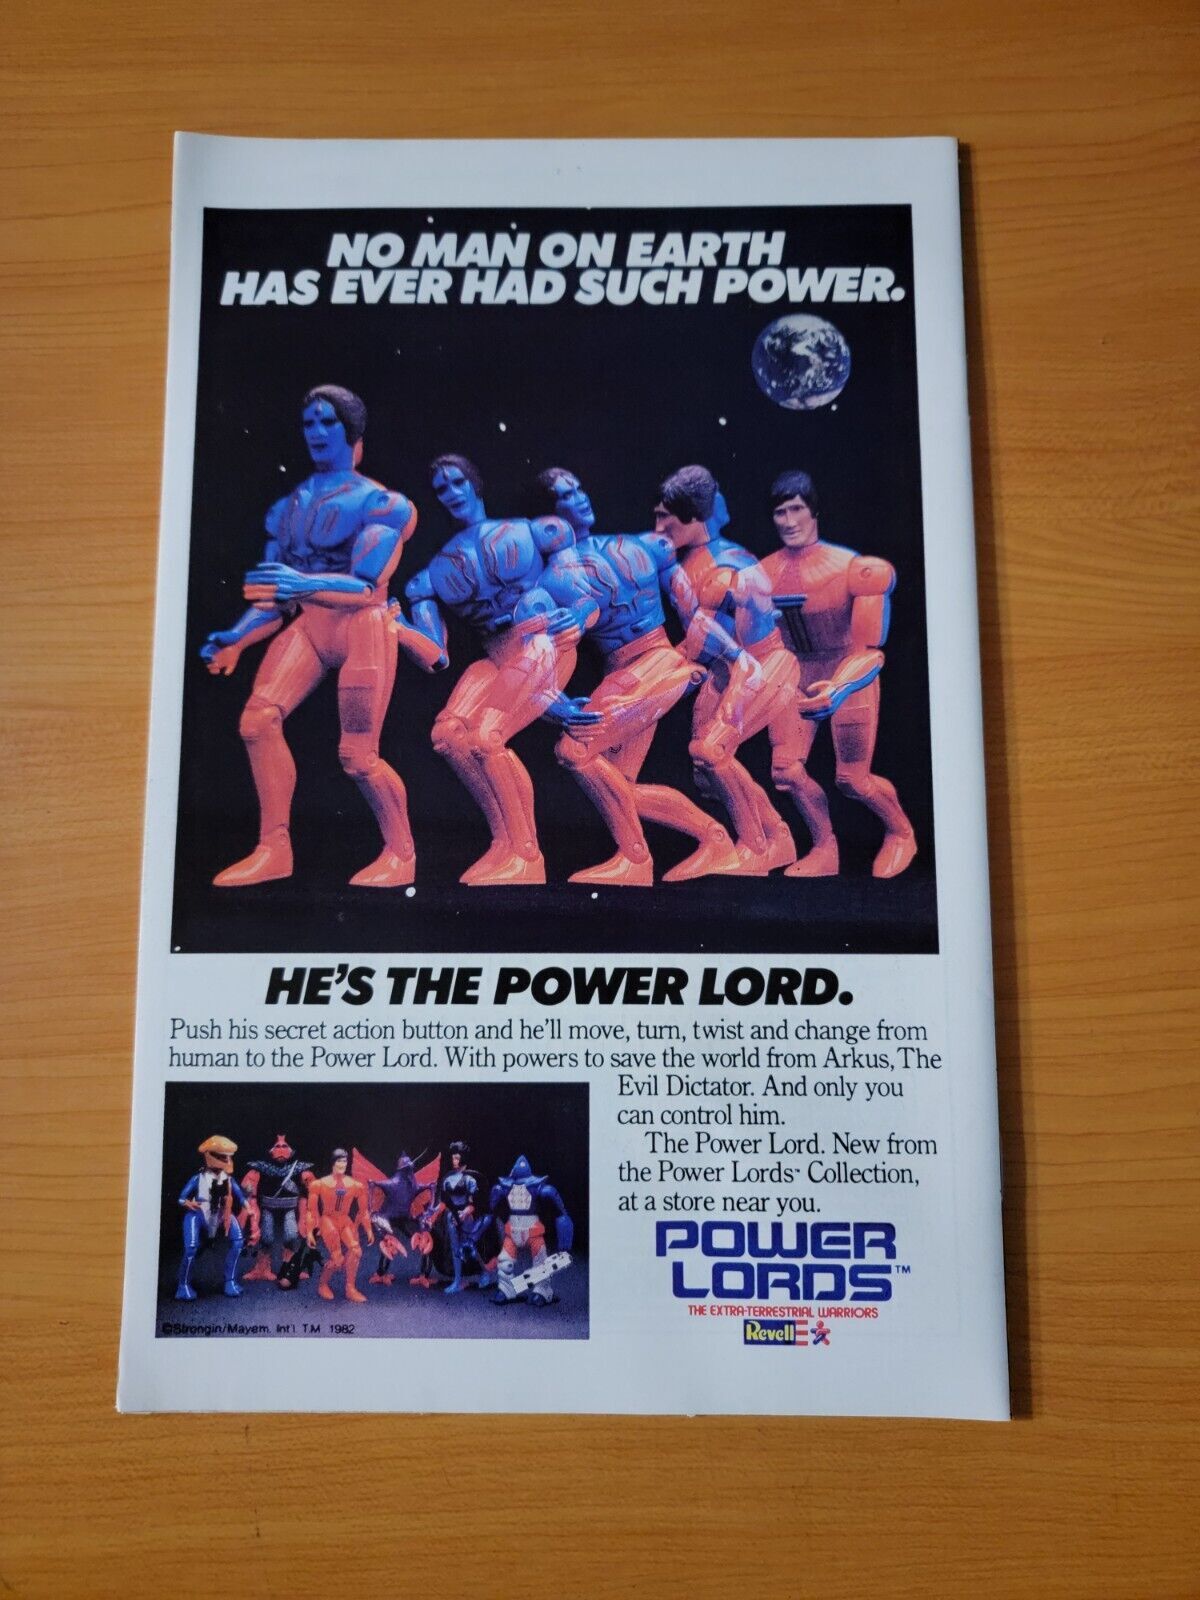 NO MAN ON EARTH
HAS EVER HAD SUCH POWER.
HE'S THE POWER LORD.
Push his secret action button and he'll move, turn, twist and change from
human to the Power Lord. With powers to save the world from Arkus, The
Evil Dictator. And only you
can control him.
The Power Lord. New from
the Power Lords™ Collection,
at a store near you.
POWER
LORDS™
THE EXTRA-TERRESTRIAL WARRIORS
Revell
©Strongin/Mayem. Int'l. T.M. 1982